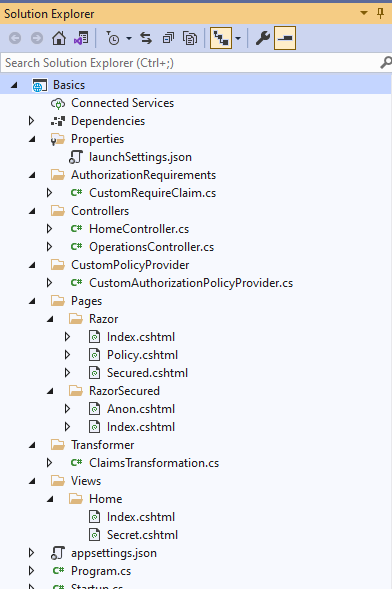 Solution Explorer
Search Solution Explorer (Ctrl+;)
Basics
Connected Services
Dependencies
Properties
launchSettings.json
AuthorizationRequirements
C# CustomRequireClaim.cs
Controllers
C# HomeController.cs
C# OperationsController.cs
CustomPolicyProvider
C# CustomAuthorizationPolicyProvider.cs
Pages
Razor
Index.cshtml
Policy.cshtml
Secured.cshtml
RazorSecured
Anon.cshtml
Index.cshtml
Transformer
C# ClaimsTransformation.cs
Views
Home
Index.cshtml
Secret.cshtml
appsettings.json
C# Program.cs
C# Startup.cs